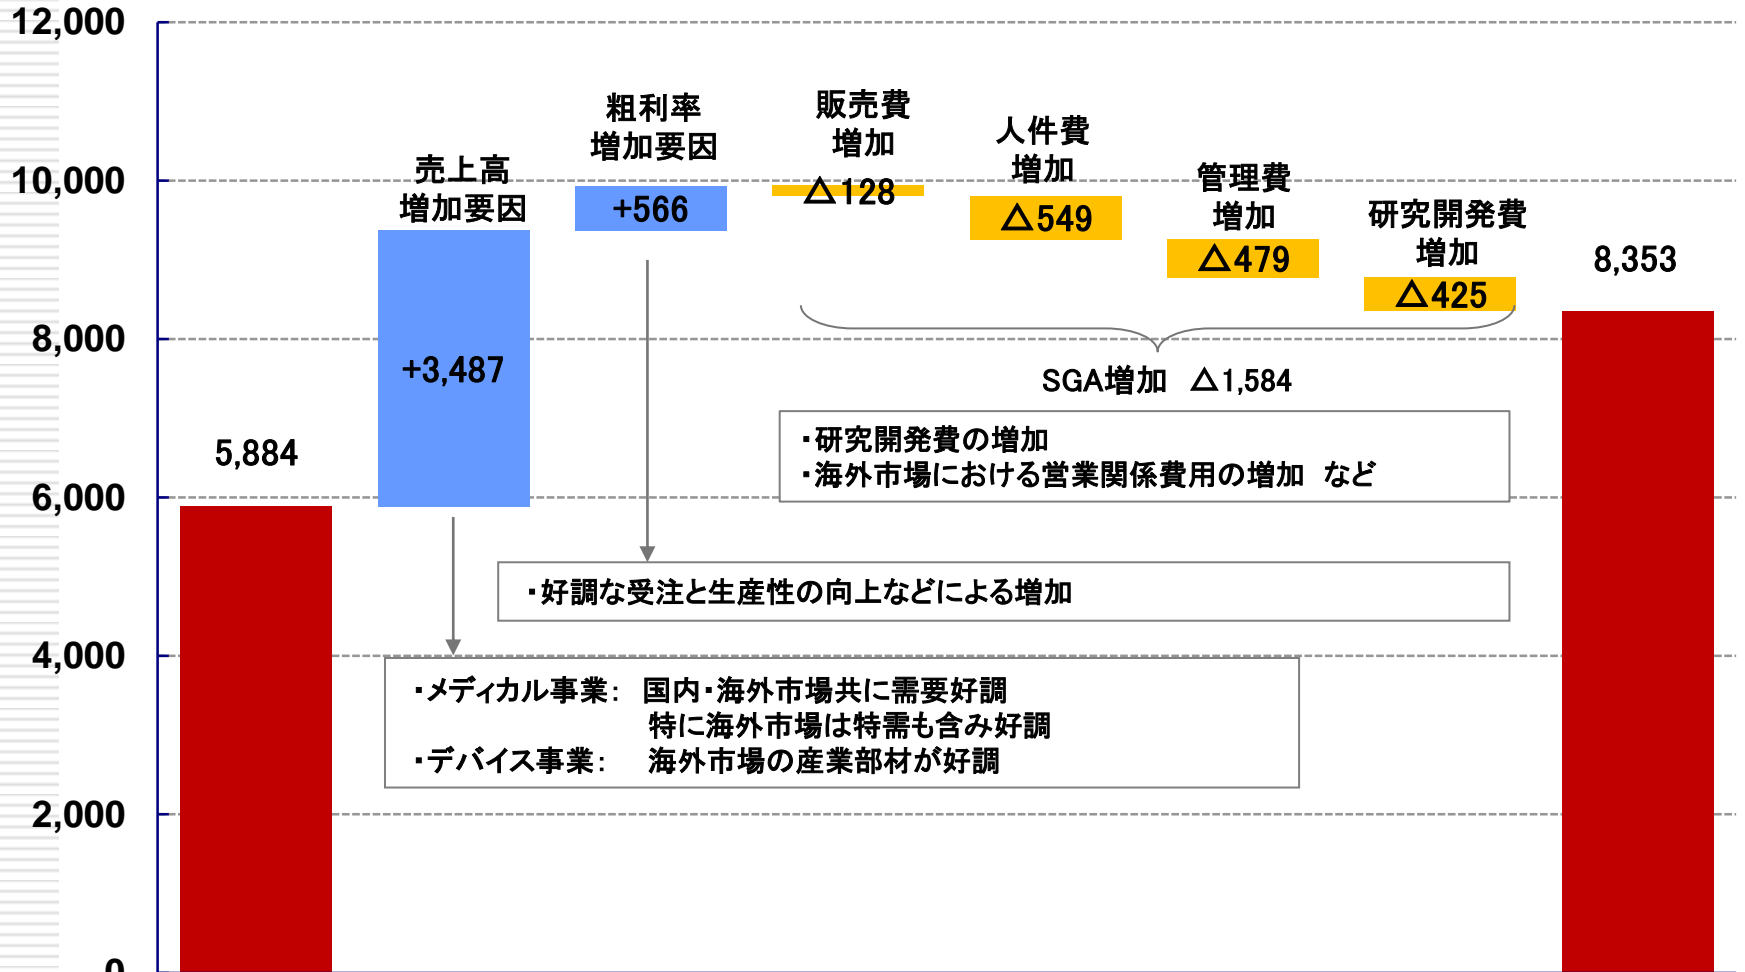 12,000
10,000
8,000
6,000
4,000
2,000
0
5,884
売上高
増加要因
+3,487
粗利率
増加要因
+566
販売費
増加
△128
人件費
増加
△549
管理費
増加
△479
研究開発費
増加
△425
8,353
SGA増加 △1,584
・研究開発費の増加
・海外市場における営業関係費用の増加 など
・好調な受注と生産性の向上などによる増加
・メディカル事業： 国内・海外市場共に需要好調
特に海外市場は特需も含み好調
・デバイス事業： 海外市場の産業部材が好調